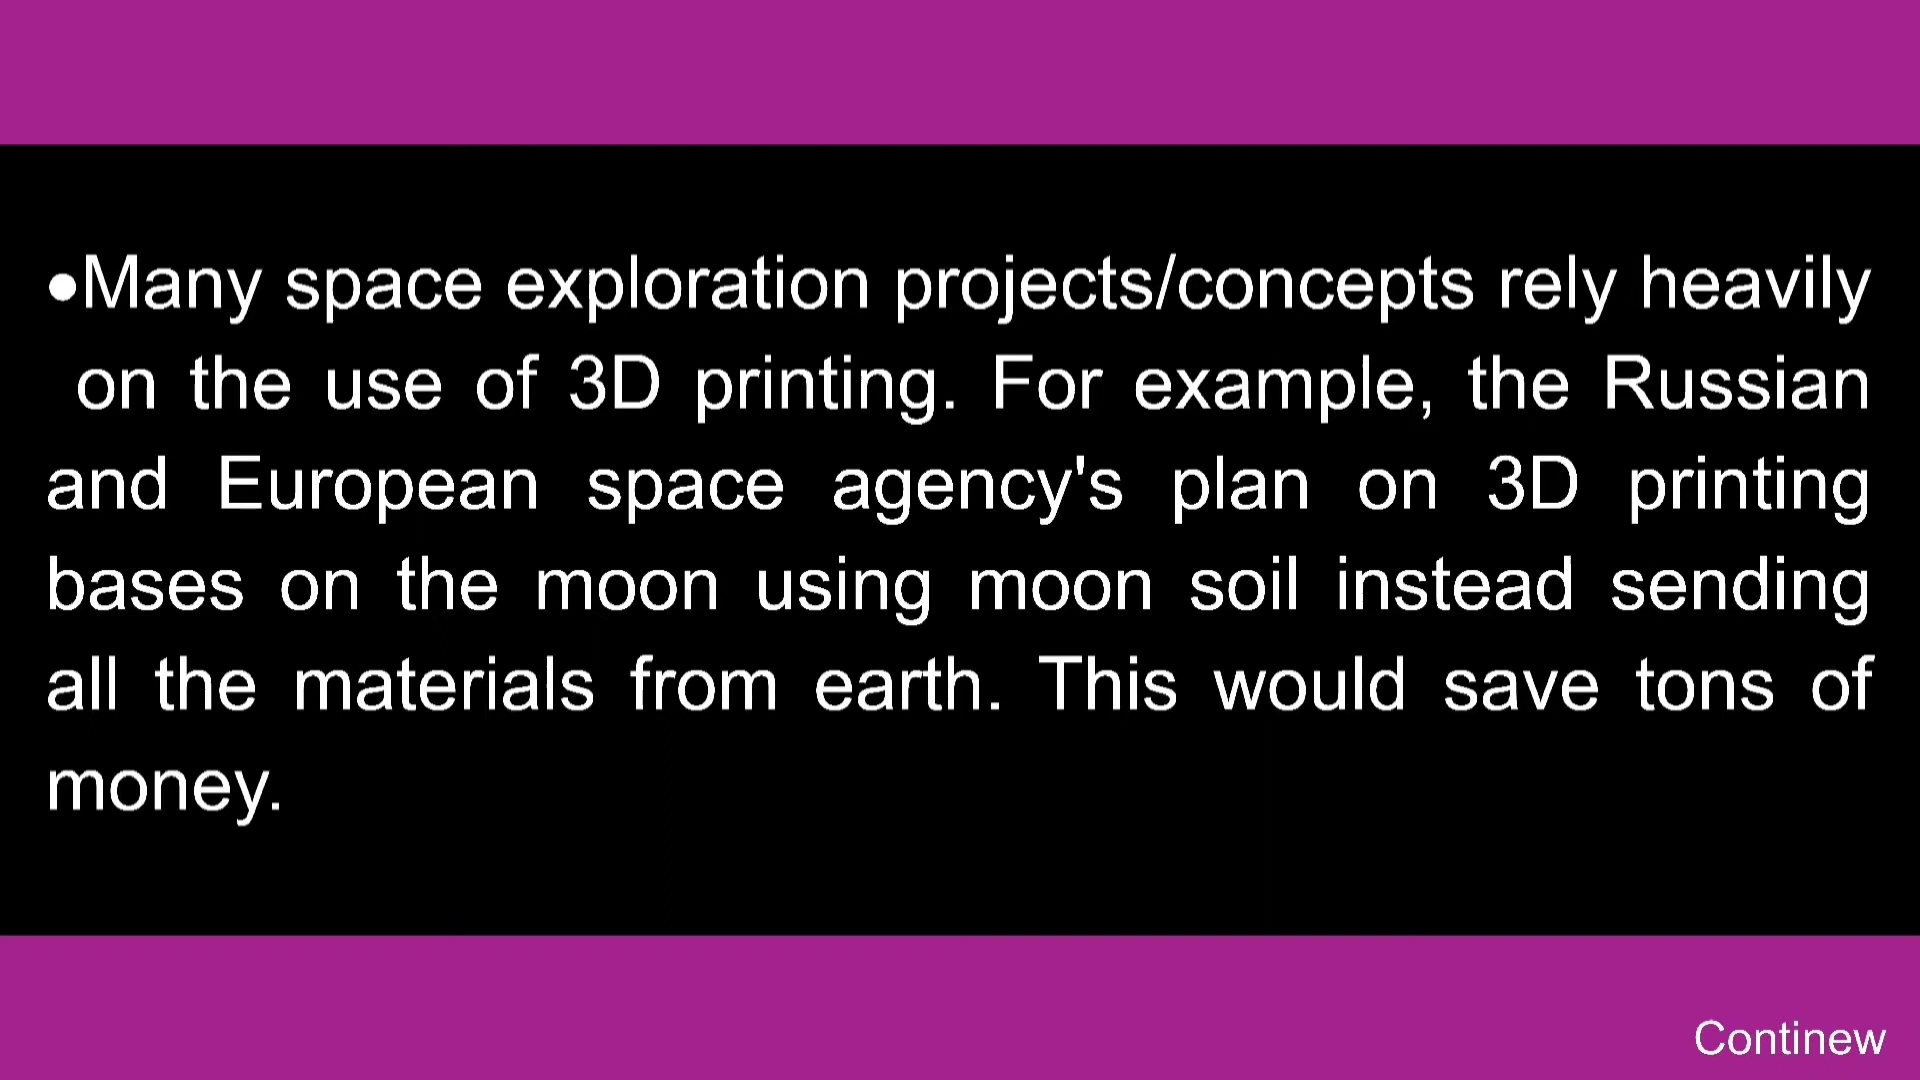 •Many space exploration projects/concepts rely heavily
on the use of 3D printing. For example, the Russian
and European space agency's plan on 3D printing
bases on the moon using moon soil instead sending
all the materials from earth. This would save tons of
money.
Continew